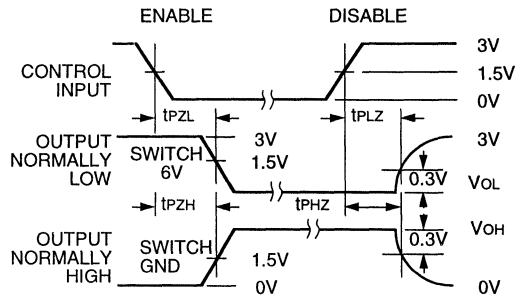 ENABLE DISABLE
3V
CONTROL INPUT
1.5V
0V
tPZL tPLZ
OUTPUT NORMALLY LOW
SWITCH 6V
3V
1.5V
3V
0.3V
VOL
tPZH tPHZ
VOH
0.3V
OUTPUT NORMALLY HIGH
SWITCH GND
1.5V
0V
0V